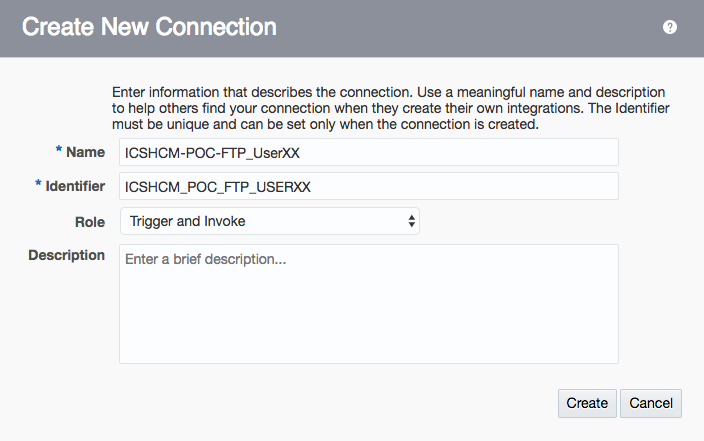 Create New Connection
?
Enter information that describes the connection. Use a meaningful name and description
to help others find your connection when they create their own integrations. The Identifier
must be unique and can be set only when the connection is created.
* Name ICSHCM-POC-FTP_UserXX
* Identifier ICSHCM_POC_FTP_USERXX
Role Trigger and Invoke
Description Enter a brief description...
Create Cancel